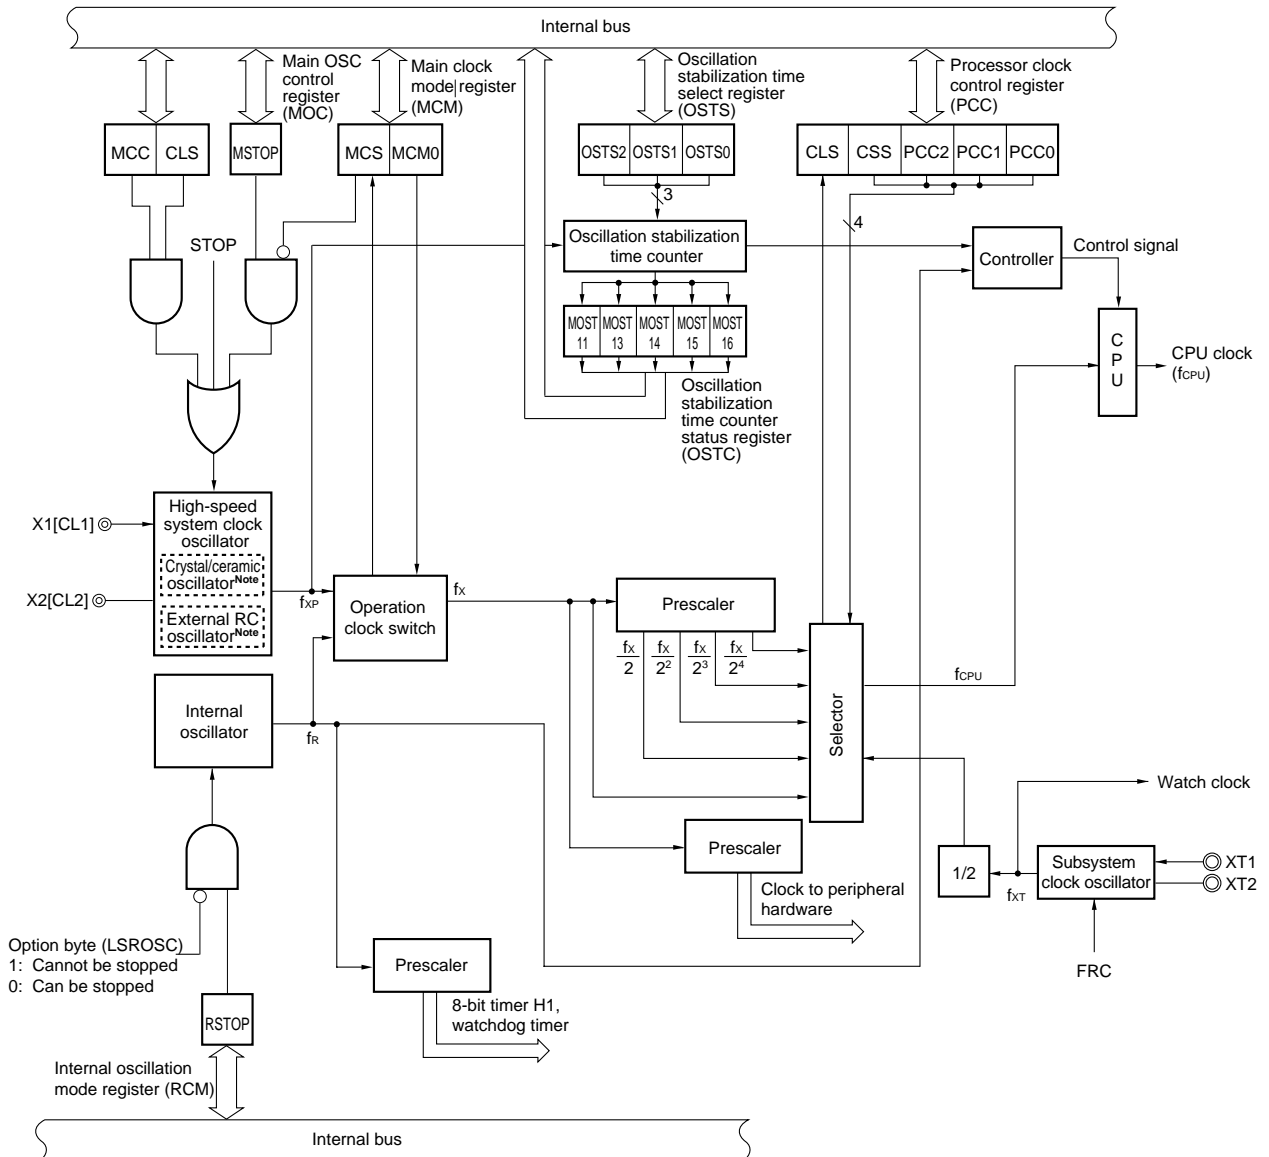 Internal bus
Main OSC
control
register
(MOC)
Main clock
mode register
(MCM)
Oscillation
stabilization time
select register
(OSTS)
Processor clock
control register
(PCC)
MCC CLS
MSTOP
MCS MCM0
OSTS2 OSTS1 OSTS0
CLS CSS PCC2 PCC1 PCC0
3
4
STOP
Oscillation stabilization
time counter
Controller
Control signal
MOST MOST MOST MOST MOST
11 13 14 15 16
CPU
CPU clock
(fCPU)
Oscillation
stabilization
time counter
status register
(OSTC)
High-speed
system clock
oscillator
X1[CL1]
Crystal/ceramic
oscillatorNote
X2[CL2]
External RC
oscillatorNote
fXP
Operation
clock switch
fX
Prescaler
fX/2 fX/2² fX/2³ fX/2⁴
Selector
fCPU
Internal
oscillator
fR
Watch clock
Prescaler
1/2
fXT
Subsystem
clock oscillator
XT1
XT2
Clock to peripheral
hardware
FRC
Option byte (LSROSC)
1: Cannot be stopped
0: Can be stopped
Prescaler
8-bit timer H1,
watchdog timer
RSTOP
Internal oscillation
mode register (RCM)
Internal bus